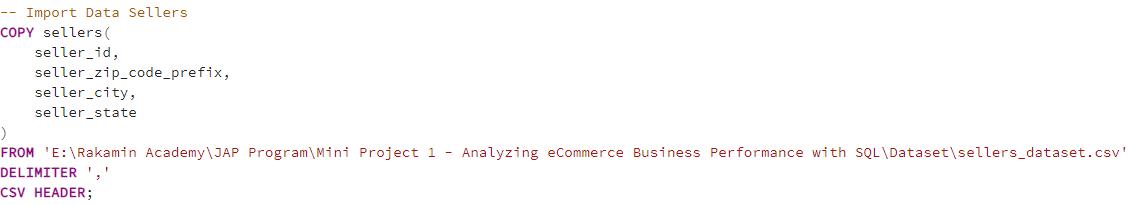 -- Import Data Sellers
COPY sellers(
    seller_id,
    seller_zip_code_prefix,
    seller_city,
    seller_state
)
FROM 'E:\Rakamin Academy\JAP Program\Mini Project 1 - Analyzing eCommerce Business Performance with SQL\Dataset\sellers_dataset.csv'
DELIMITER ','
CSV HEADER;